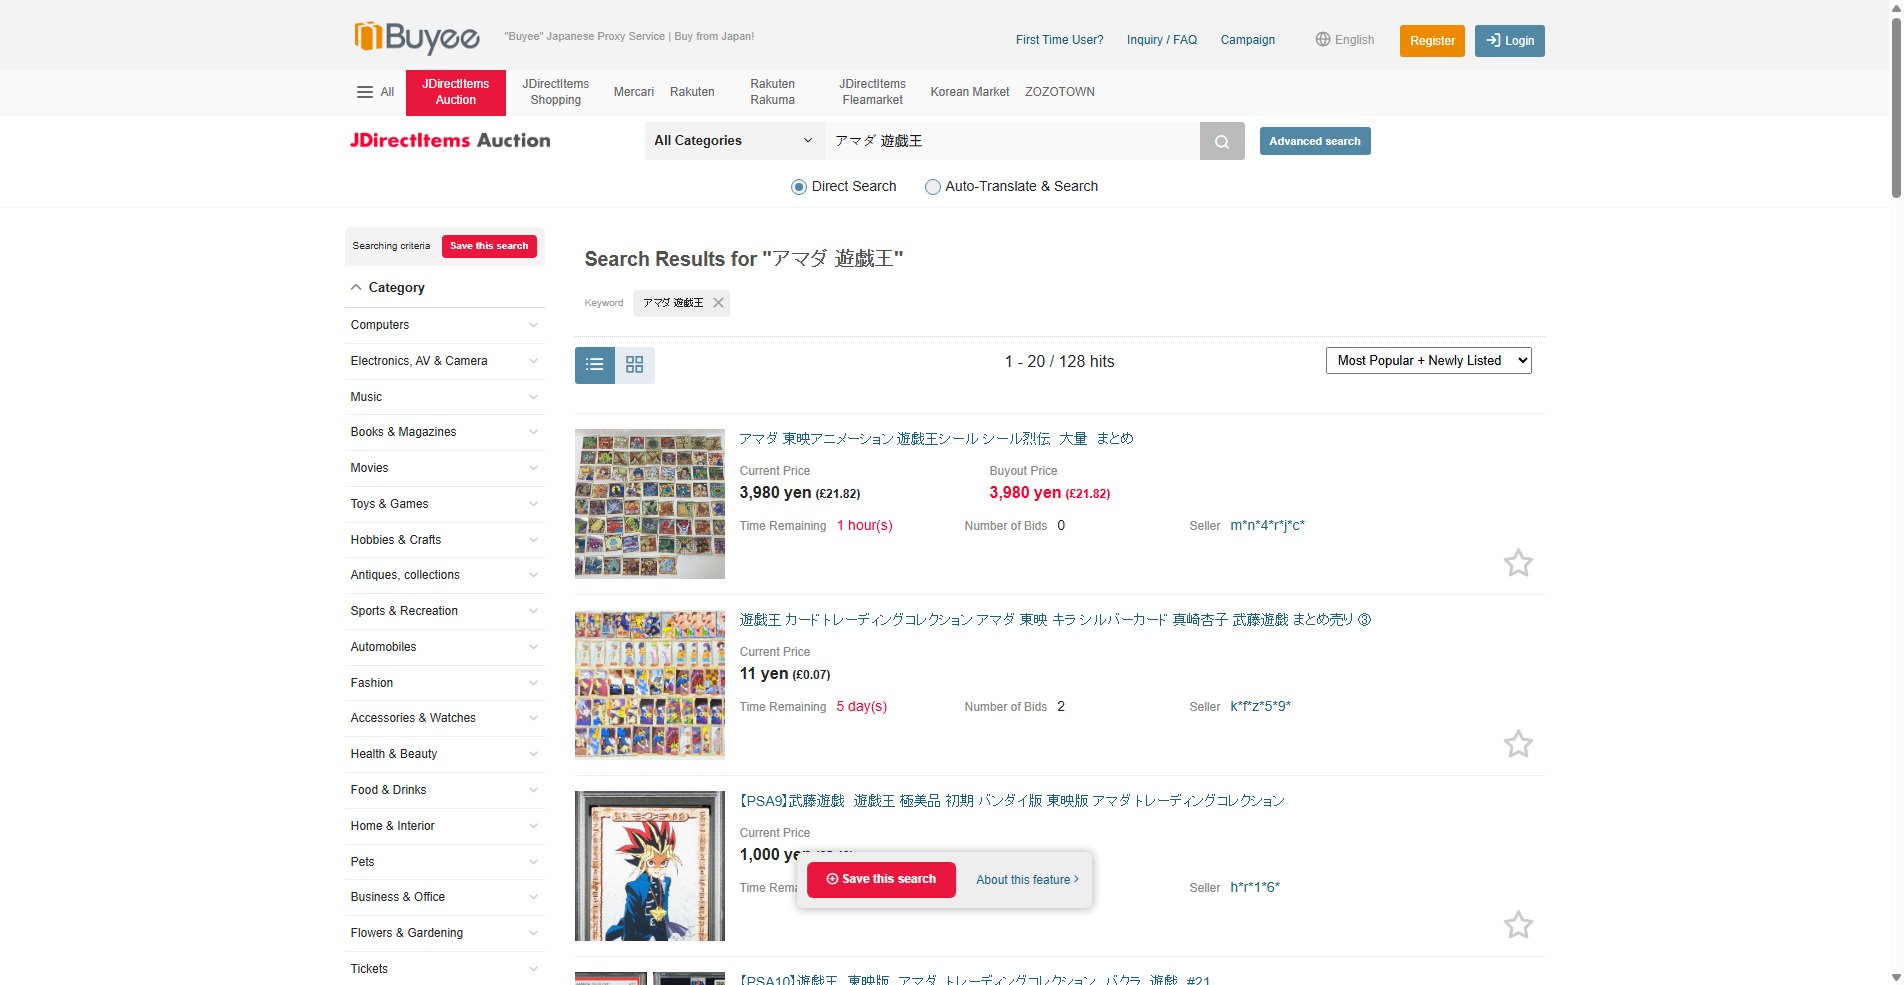 Buyee
"Buyee" Japanese Proxy Service | Buy from Japan!
First Time User?
Inquiry / FAQ
Campaign
English
Register
Login
All
JDirectItems Auction
JDirectItems Shopping
Mercari
Rakuten
Rakuten Rakuma
JDirectItems Fleamarket
Korean Market
ZOZOTOWN
JDirectItems Auction
All Categories
アマダ 遊戯王
Advanced search
Direct Search
Auto-Translate & Search
Searching criteria
Save this search
Category
Computers
Electronics, AV & Camera
Music
Books & Magazines
Movies
Toys & Games
Hobbies & Crafts
Antiques, collections
Sports & Recreation
Automobiles
Fashion
Accessories & Watches
Health & Beauty
Food & Drinks
Home & Interior
Pets
Business & Office
Flowers & Gardening
Tickets
Search Results for "アマダ 遊戯王"
Keyword
アマダ 遊戯王
1 - 20 / 128 hits
Most Popular + Newly Listed
アマダ 東映アニメーション 遊戯王シール シール烈伝　大量　まとめ
Current Price
3,980 yen (£21.82)
Buyout Price
3,980 yen (£21.82)
Time Remaining 1 hour(s)
Number of Bids 0
Seller m*n*4*r*j*c*
遊戯王 カードトレーディングコレクション アマダ 東映 キラ シルバーカード 真崎杏子 武藤遊戯 まとめ売り ③
Current Price
11 yen (£0.07)
Time Remaining 5 day(s)
Number of Bids 2
Seller k*f*z*5*9*
【PSA9】武藤遊戯　遊戯王 極美品 初期 バンダイ版 東映版 アマダトレーディングコレクション
Current Price
1,000 yen
Time Rema
Seller h*r*1*6*
Save this search
About this feature
【PSA10】遊戯王　東映版　アマダ トレーディングコレクション　バクラ　遊戯　#21